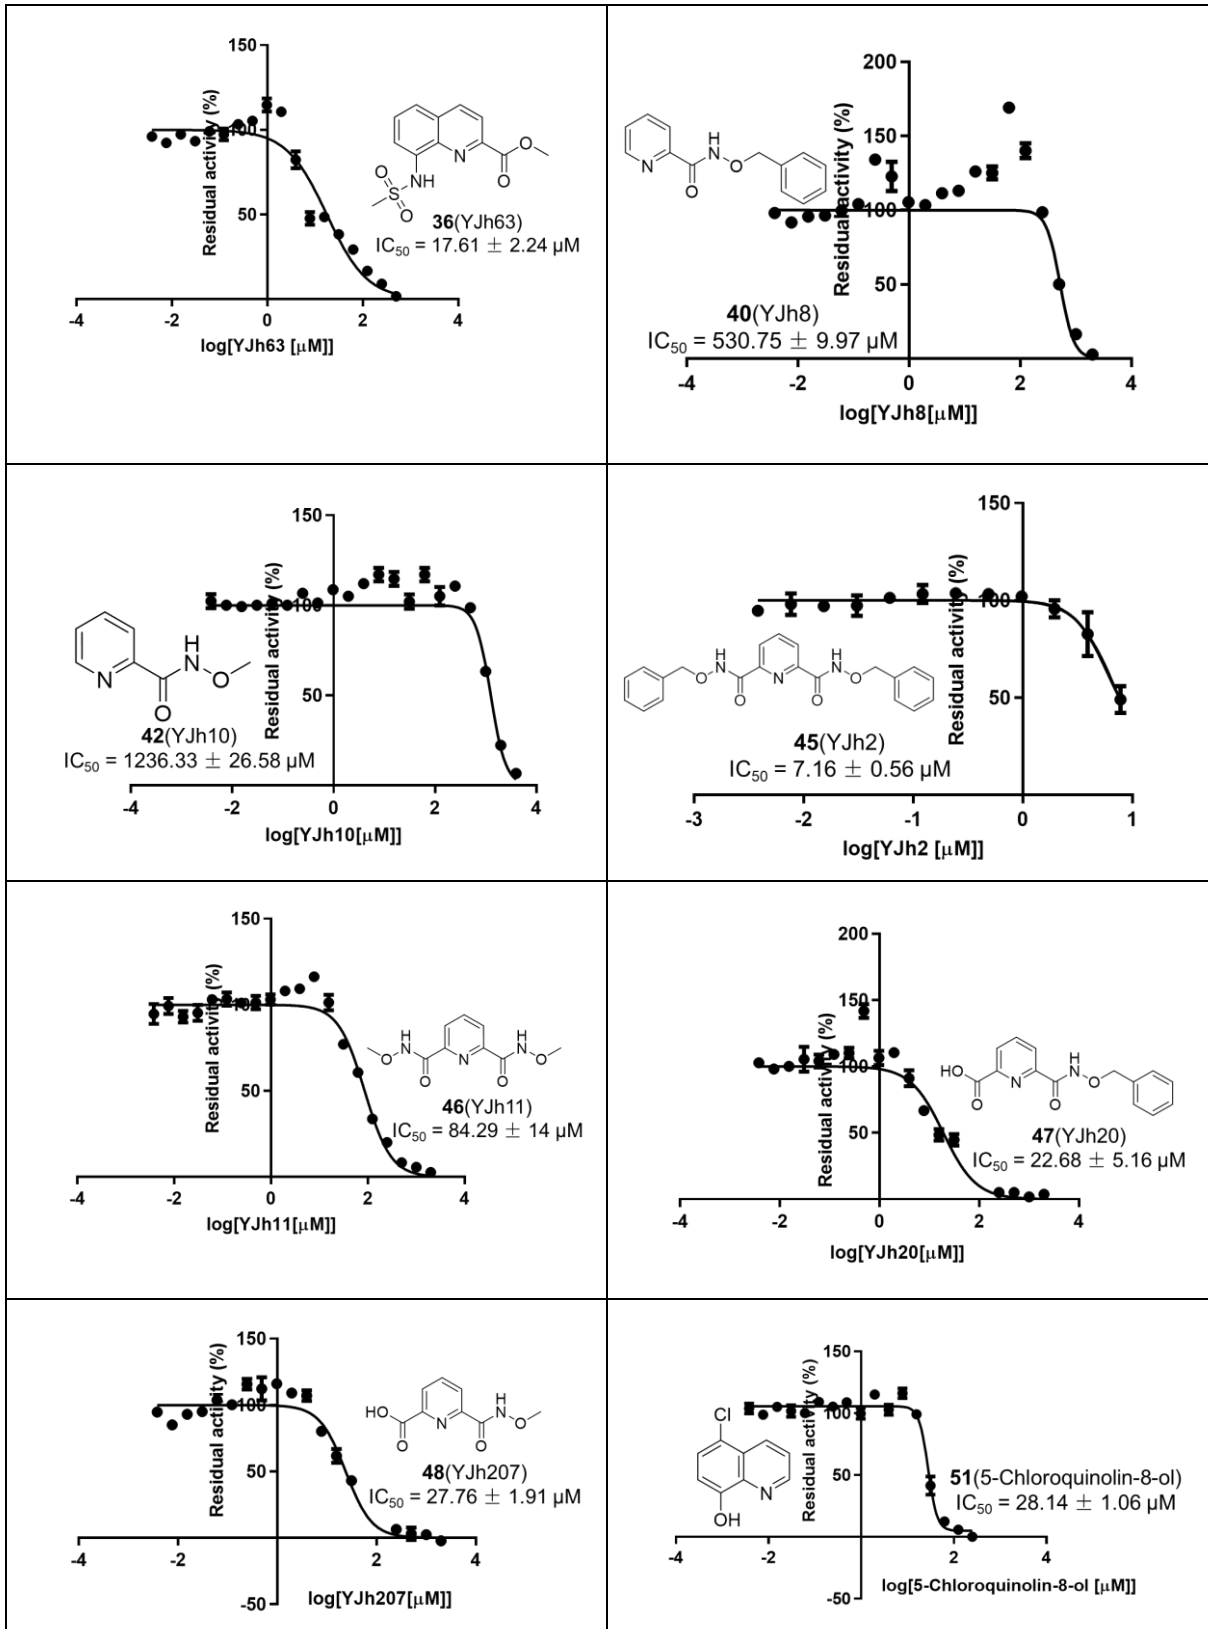 150
100
50
Residual activity (%)
N
O
O
NH
O
S
O
36(YJh63)
IC50 = 17.61 ± 2.24 µM
-4 -2 0 2 4
log[YJh63 [µM]]
200
150
100
50
Residual activity (%)
N
H
N
O
O
40(YJh8)
IC50 = 530.75 ± 9.97 µM
-4 -2 0 2 4
log[YJh8[µM]]
150
100
50
Residual activity (%)
N
H
N
O
O
42(YJh10)
IC50 = 1236.33 ± 26.58 µM
-4 -2 0 2 4
log[YJh10[µM]]
150
100
50
Residual activity (%)
H
N
O
O
N
H
N
O
O
45(YJh2)
IC50 = 7.16 ± 0.56 µM
-3 -2 -1 0 1
log[YJh2 [µM]]
150
100
50
Residual activity (%)
H
N
O
O
N
H
N
O
O
46(YJh11)
IC50 = 84.29 ± 14 µM
-4 -2 0 2 4
log[YJh11[µM]]
200
150
100
50
Residual activity (%)
HO
O
N
H
N
O
O
47(YJh20)
IC50 = 22.68 ± 5.16 µM
-4 -2 0 2 4
log[YJh20[µM]]
150
100
50
-50
Residual activity (%)
HO
O
N
H
N
O
O
48(YJh207)
IC50 = 27.76 ± 1.91 µM
-4 -2 2 4
log[YJh207[µM]]
150
100
50
-50
Residual activity (%)
Cl
N
OH
51(5-Chloroquinolin-8-ol)
IC50 = 28.14 ± 1.06 µM
-4 -2 2 4
log[5-Chloroquinolin-8-ol [µM]]